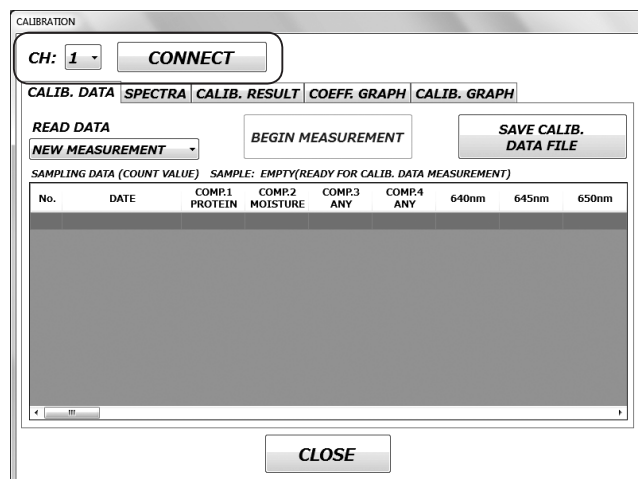 CALIBRATION
CH: 1 CONNECT
CALIB. DATA SPECTRA CALIB. RESULT COEFF. GRAPH CALIB. GRAPH
READ DATA
NEW MEASUREMENT
BEGIN MEASUREMENT
SAVE CALIB.
DATA FILE
SAMPLING DATA (COUNT VALUE) SAMPLE: EMPTY(READY FOR CALIB. DATA MEASUREMENT)
No. DATE COMP.1 PROTEIN COMP.2 MOISTURE COMP.3 ANY COMP.4 ANY 640nm 645nm 650nm
CLOSE